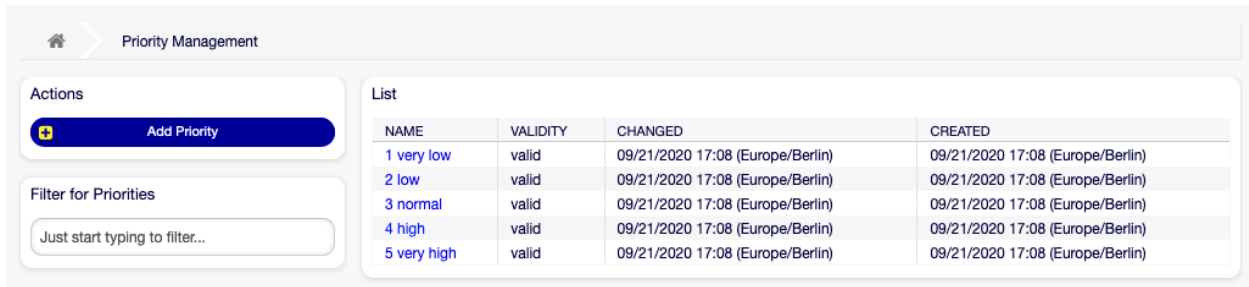 Priority Management
Actions
Add Priority
Filter for Priorities
Just start typing to filter...
List
NAME VALIDITY CHANGED CREATED
1 very low valid 09/21/2020 17:08 (Europe/Berlin) 09/21/2020 17:08 (Europe/Berlin)
2 low valid 09/21/2020 17:08 (Europe/Berlin) 09/21/2020 17:08 (Europe/Berlin)
3 normal valid 09/21/2020 17:08 (Europe/Berlin) 09/21/2020 17:08 (Europe/Berlin)
4 high valid 09/21/2020 17:08 (Europe/Berlin) 09/21/2020 17:08 (Europe/Berlin)
5 very high valid 09/21/2020 17:08 (Europe/Berlin) 09/21/2020 17:08 (Europe/Berlin)